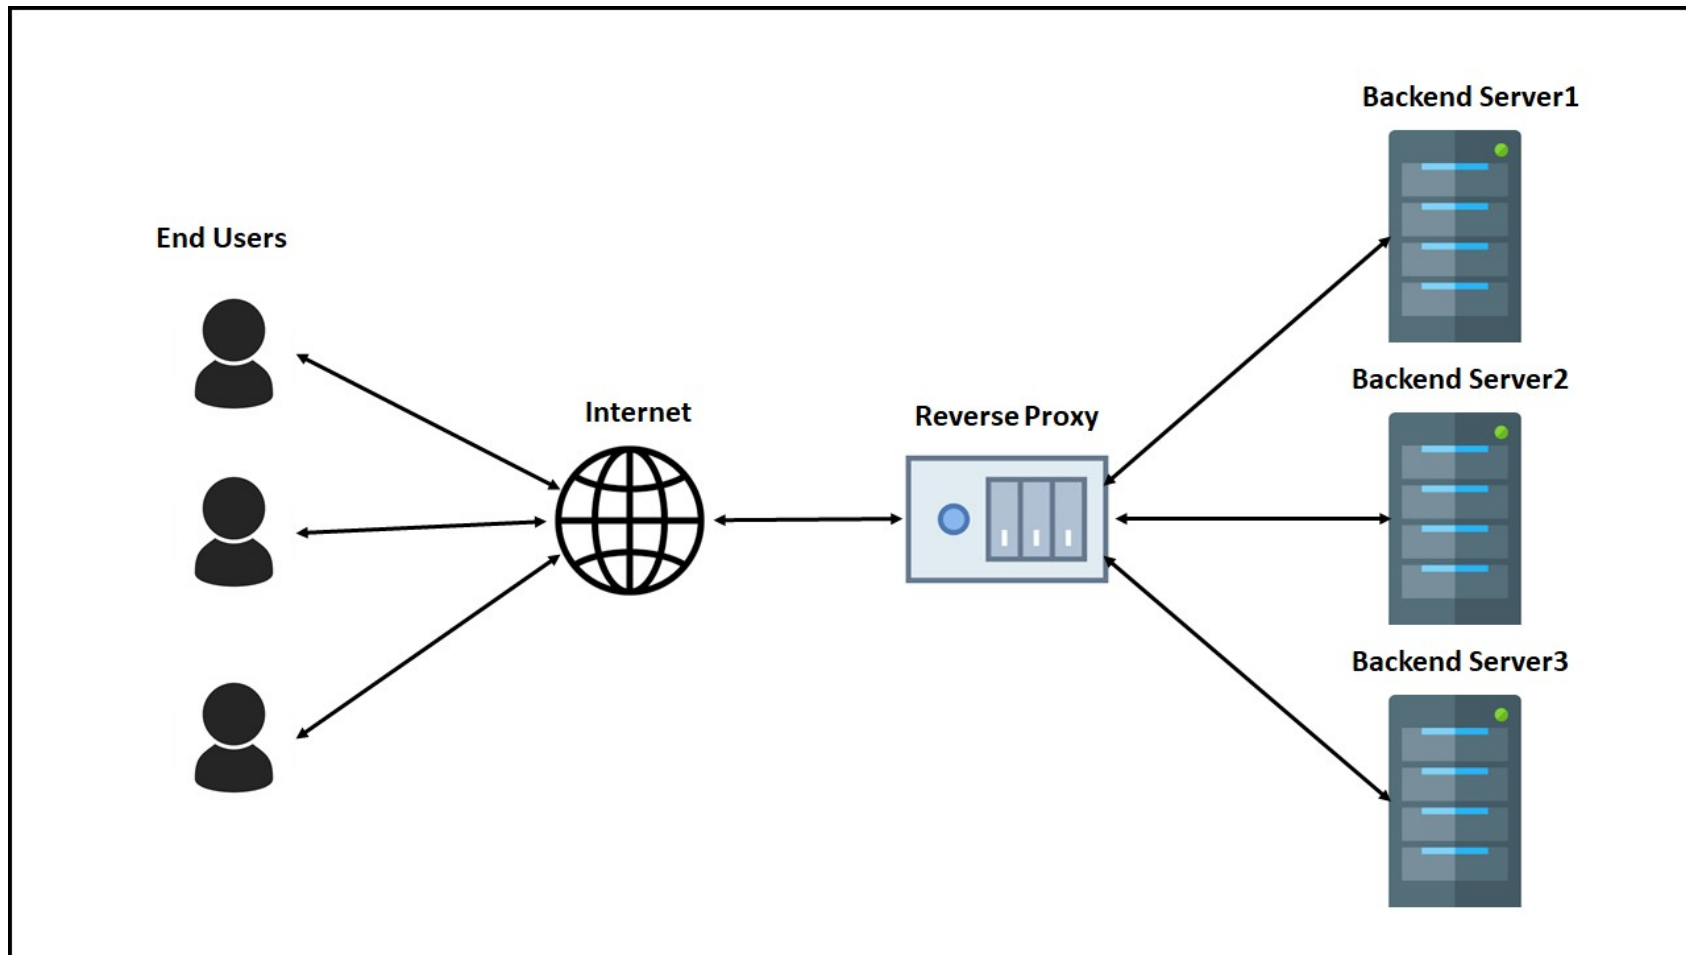 End Users
Internet
Reverse Proxy
Backend Server1
Backend Server2
Backend Server3